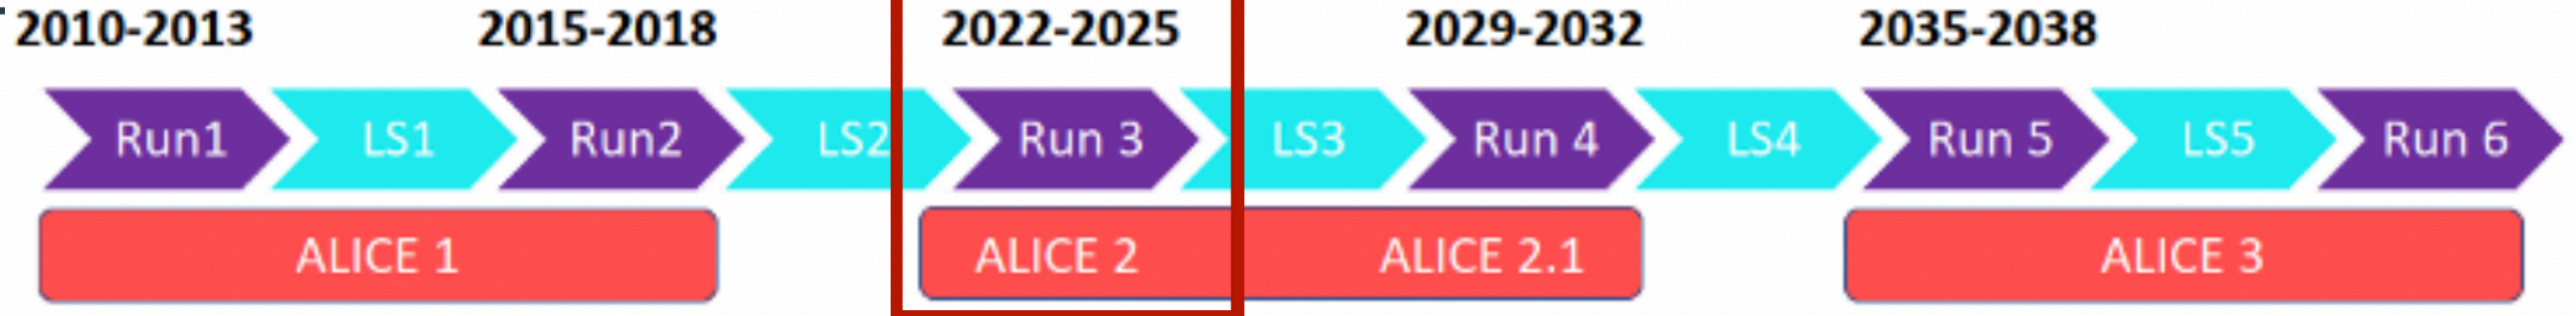 2010-2013 2015-2018 2022-2025 2029-2032 2035-2038
Run1 LS1 Run2 LS2 Run 3 LS3 Run 4 LS4 Run 5 LS5 Run 6
ALICE 1 ALICE 2 ALICE 2.1 ALICE 3